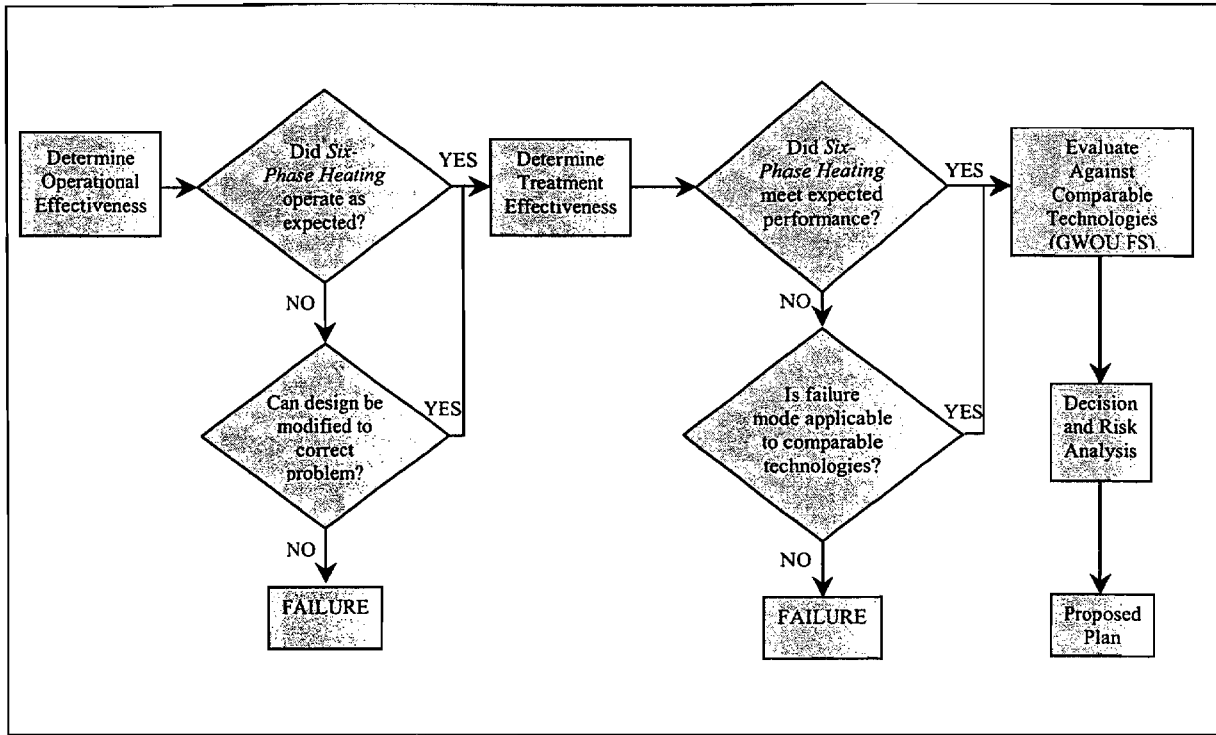 Determine
Operational
Effectiveness
Did Six-
Phase Heating
operate as
expected?
YES
NO
Can design be
modified to
correct
problem?
YES
NO
FAILURE
Determine
Treatment
Effectiveness
Did Six-
Phase Heating
meet expected
performance?
YES
NO
Is failure
mode applicable
to comparable
technologies?
YES
NO
FAILURE
Evaluate
Against
Comparable
Technologies
(GWOU FS)
Decision
and Risk
Analysis
Proposed
Plan